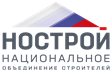 НОСТРОЙ
НАЦИОНАЛЬНОЕ
ОБЪЕДИНЕНИЕ СТРОИТЕЛЕЙ